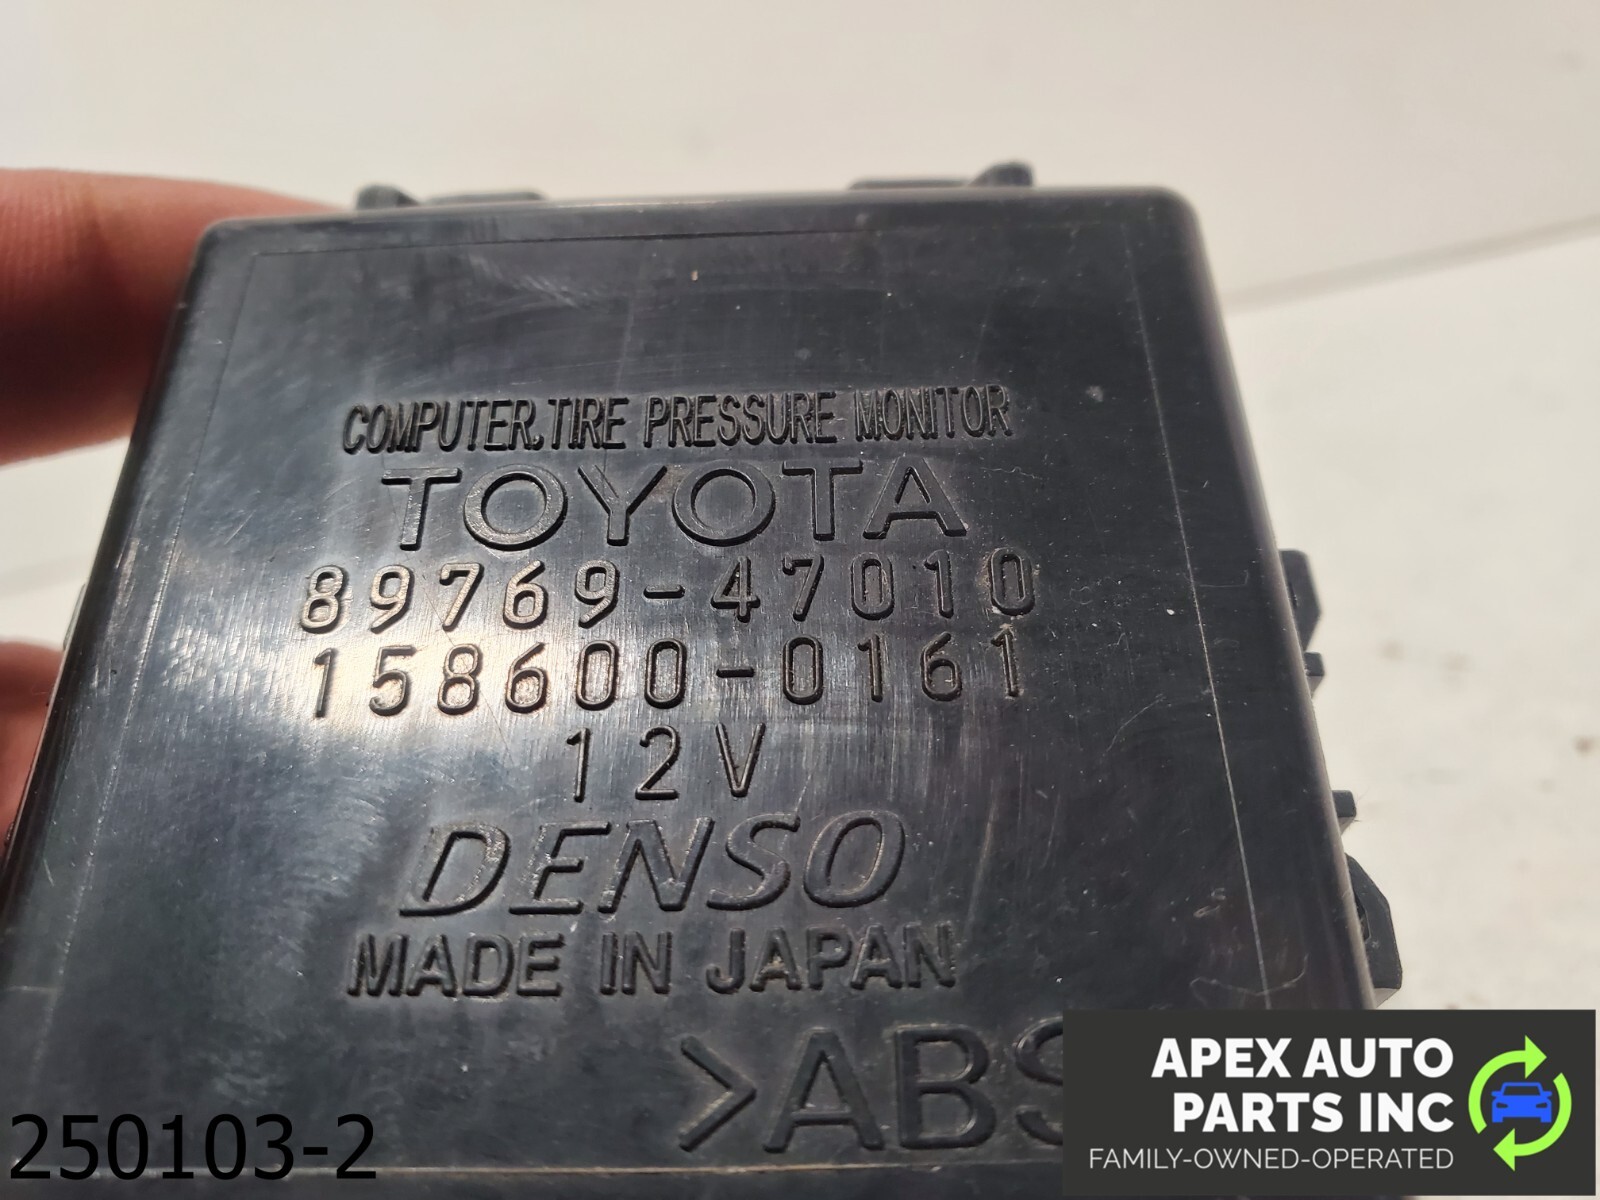 COMPUTER,TIRE PRESSURE MONITOR
TOYOTA
89769-47010
158600-0161
12V
DENSO
MADE IN JAPAN
>ABS
APEX AUTO
PARTS INC
FAMILY-OWNED-OPERATED
250103-2